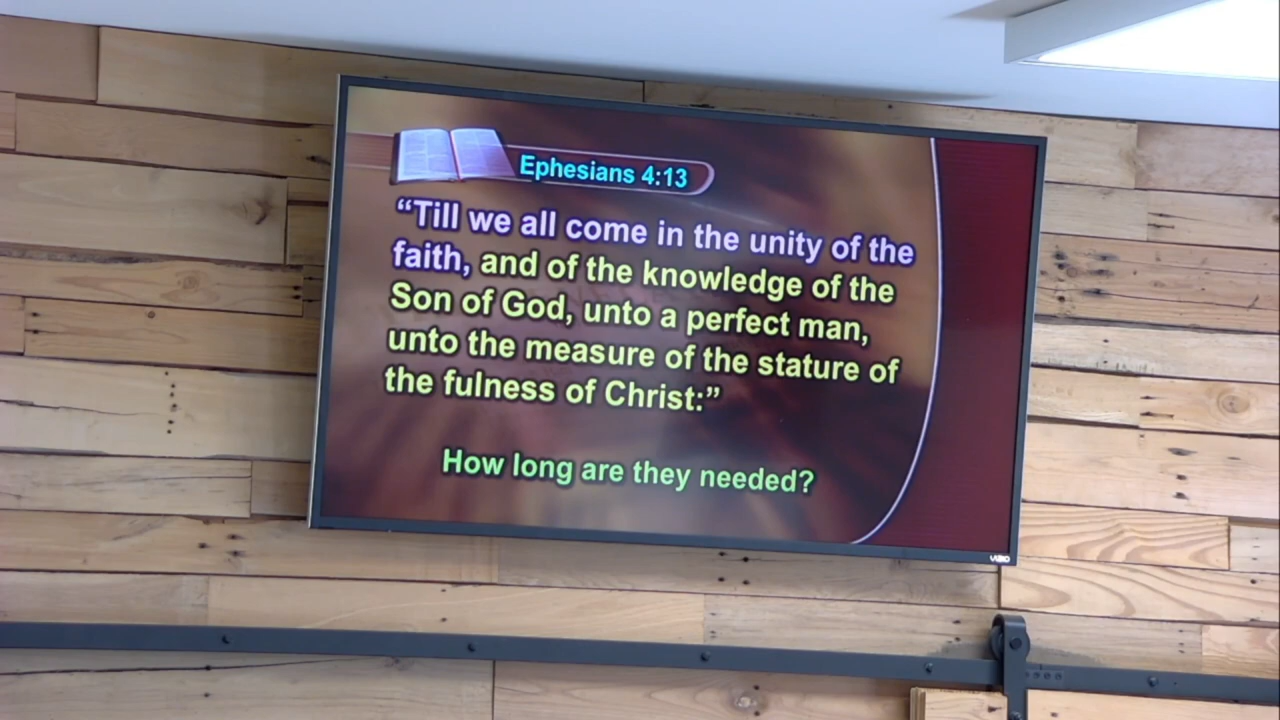 Ephesians 4:13
“Till we all come in the unity of the
faith, and of the knowledge of the
Son of God, unto a perfect man,
unto the measure of the stature of
the fulness of Christ:”
How long are they needed?
VIZIO